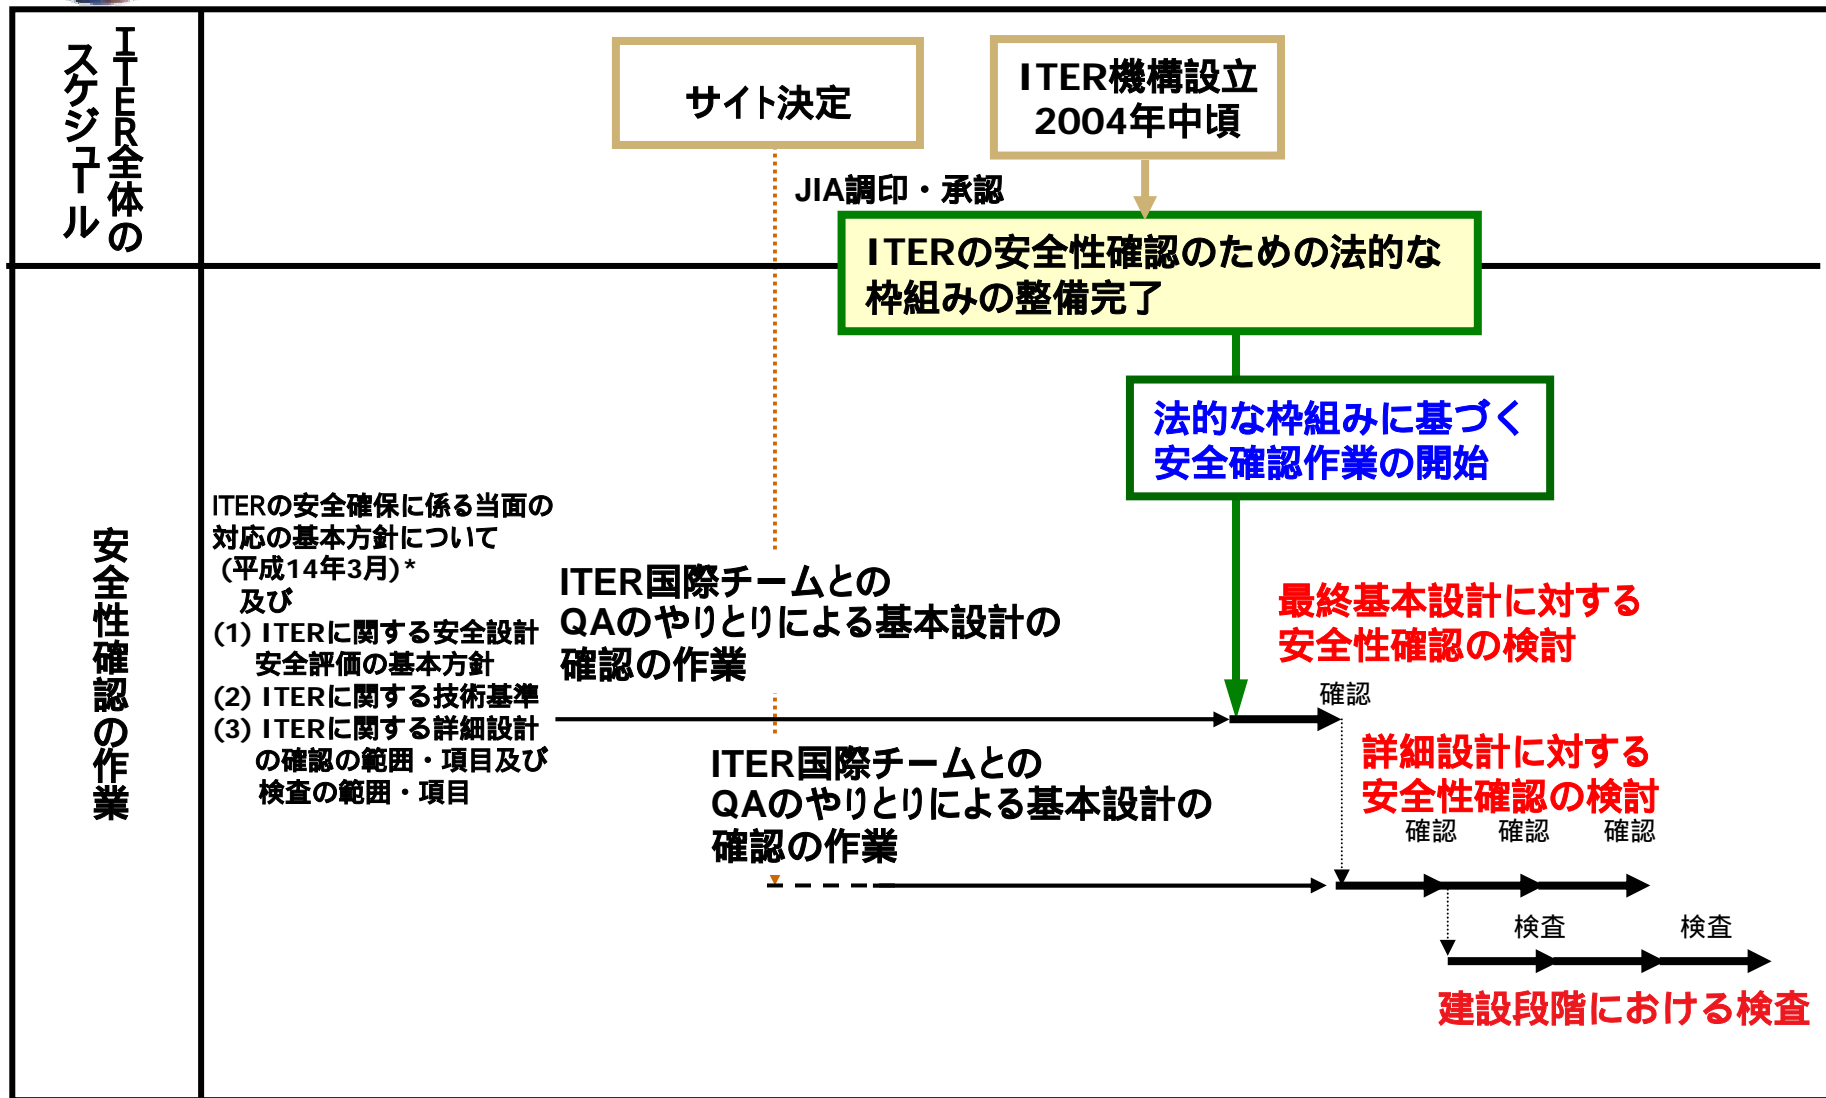 ITER全体の
スケジュール
サイト決定
ITER機構設立
2004年中頃
JIA調印・承認
ITERの安全性確認のための法的な
枠組みの整備完了
法的な枠組みに基づく
安全確認作業の開始
安全性確認の作業
ITERの安全確保に係る当面の
対応の基本方針について
(平成14年3月)*
及び
(1) ITERに関する安全設計
安全評価の基本方針
(2) ITERに関する技術基準
(3) ITERに関する詳細設計
の確認の範囲・項目及び
検査の範囲・項目
ITER国際チームとの
QAのやりとりによる基本設計の
確認の作業
最終基本設計に対する
安全性確認の検討
確認
ITER国際チームとの
QAのやりとりによる基本設計の
確認の作業
詳細設計に対する
安全性確認の検討
確認 確認 確認
検査 検査
建設段階における検査